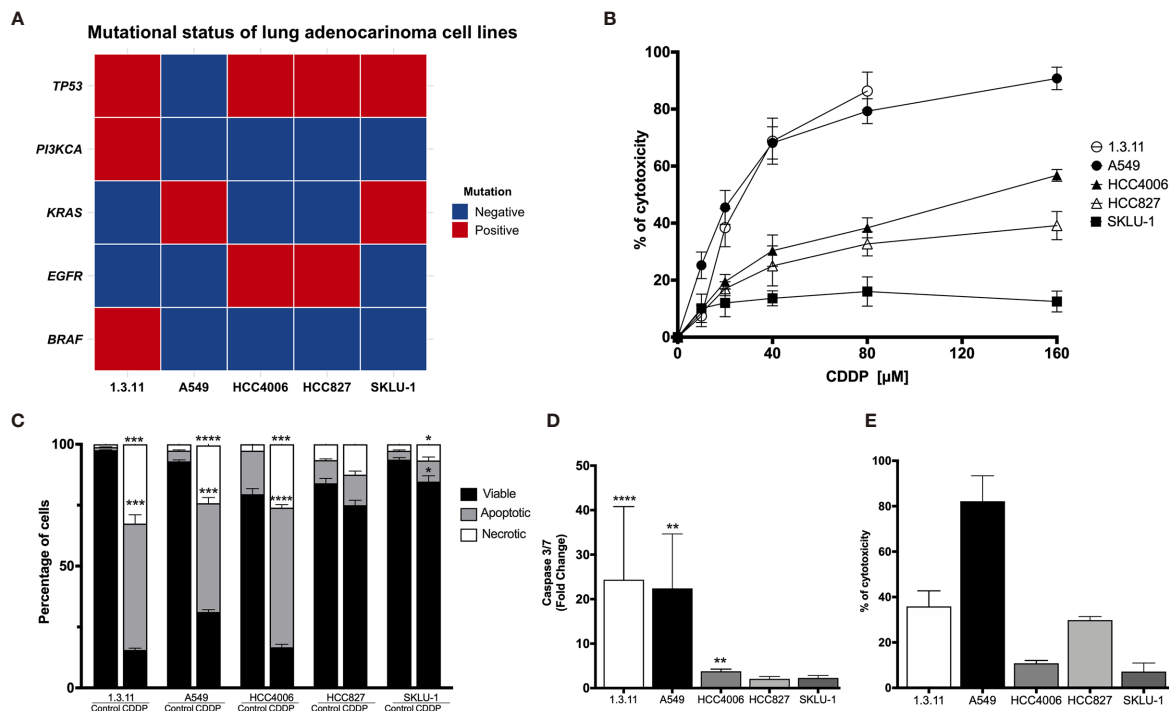 A
Mutational status of lung adenocarinoma cell lines
TP53
PI3KCA
KRAS
EGFR
BRAF
1.3.11 A549 HCC4006 HCC827 SKLU-1
Mutation
Negative
Positive
B
% of cytotoxicity
100
80
60
40
20
0
0 40 80 120 160
CDDP [µM]
1.3.11
A549
HCC4006
HCC827
SKLU-1
C
Percentage of cells
100
50
0
*** **** *** *
*** *** **** *
Viable
Apoptotic
Necrotic
1.3.11 A549 HCC4006 HCC827 SKLU-1
Control CDDP Control CDDP Control CDDP Control CDDP Control CDDP
D
Caspase 3/7
(Fold Change)
50
40
30
20
10
0
**** ** **
1.3.11 A549 HCC4006 HCC827 SKLU-1
E
% of cytotoxicity
100
80
60
40
20
0
1.3.11 A549 HCC4006 HCC827 SKLU-1